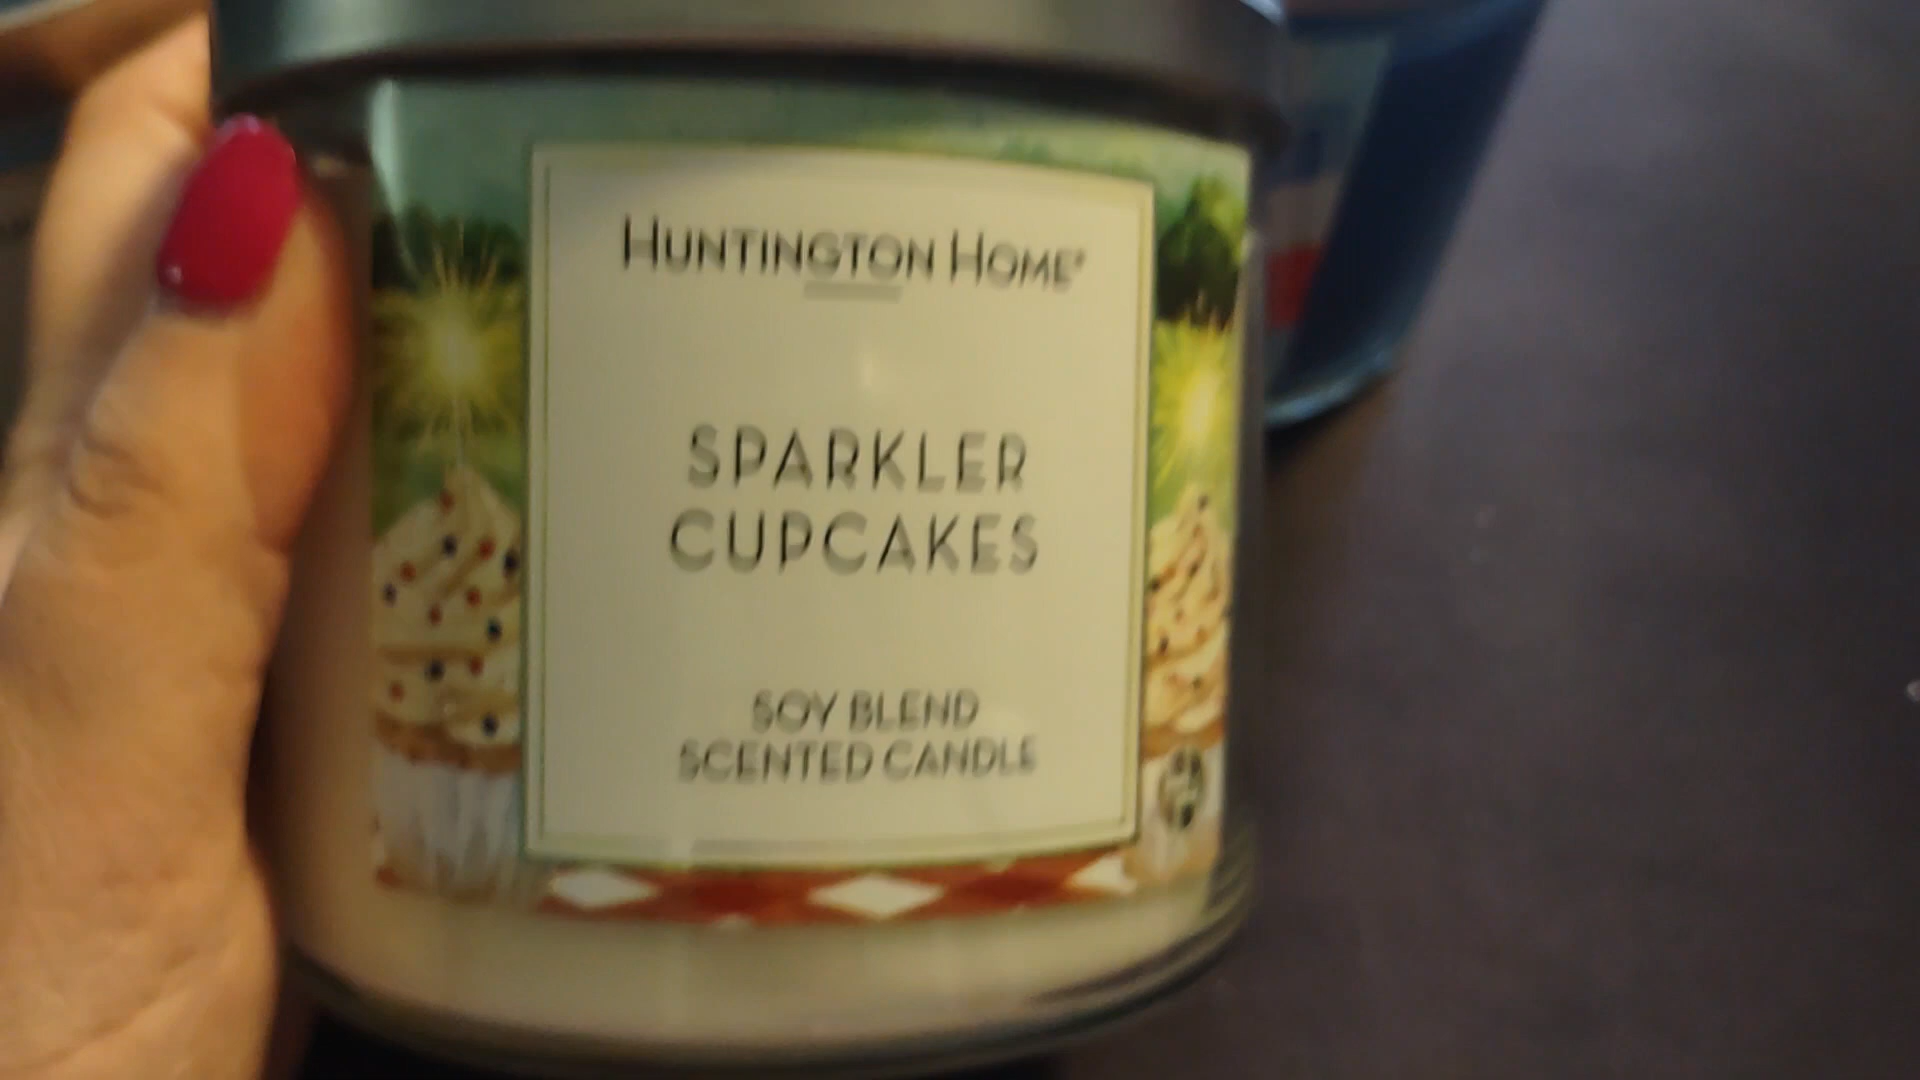 HUNTINGTON HOME®
SPARKLER
CUPCAKES
SOY BLEND
SCENTED CANDLE